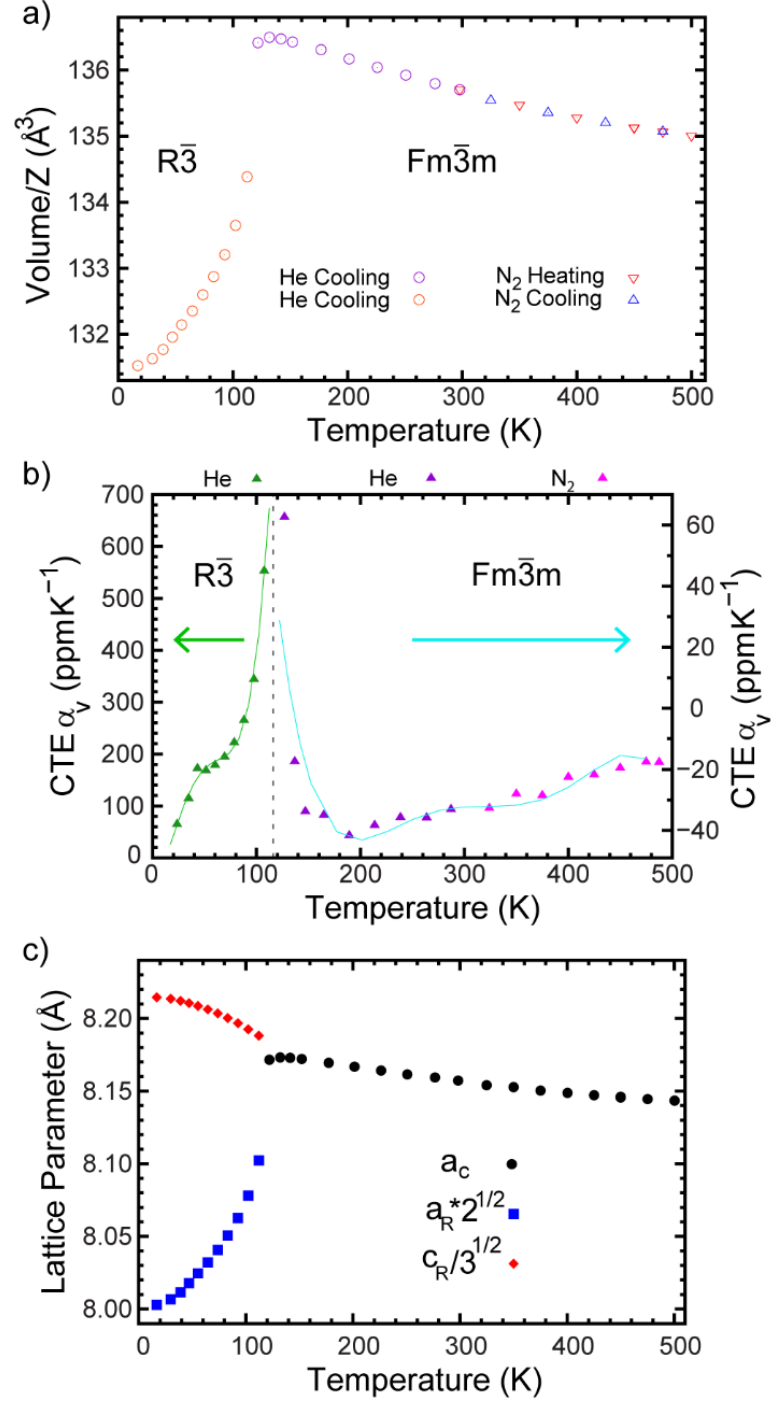 a)
136
135
134
133
132
Volume/Z (Å³)
R3̅
Fm3̅m
He Cooling
He Cooling
N₂ Heating
N₂ Cooling
0 100 200 300 400 500
Temperature (K)
b)
He He N₂
700
600
500
400
300
200
100
0
CTE αᵥ (ppmK⁻¹)
R3̅
Fm3̅m
60
40
20
0
−20
−40
CTE αᵥ (ppmK⁻¹)
0 100 200 300 400 500
Temperature (K)
c)
8.20
8.15
8.10
8.05
8.00
Lattice Parameter (Å)
a_c
a_R*2^{1/2}
c_R/3^{1/2}
0 100 200 300 400 500
Temperature (K)